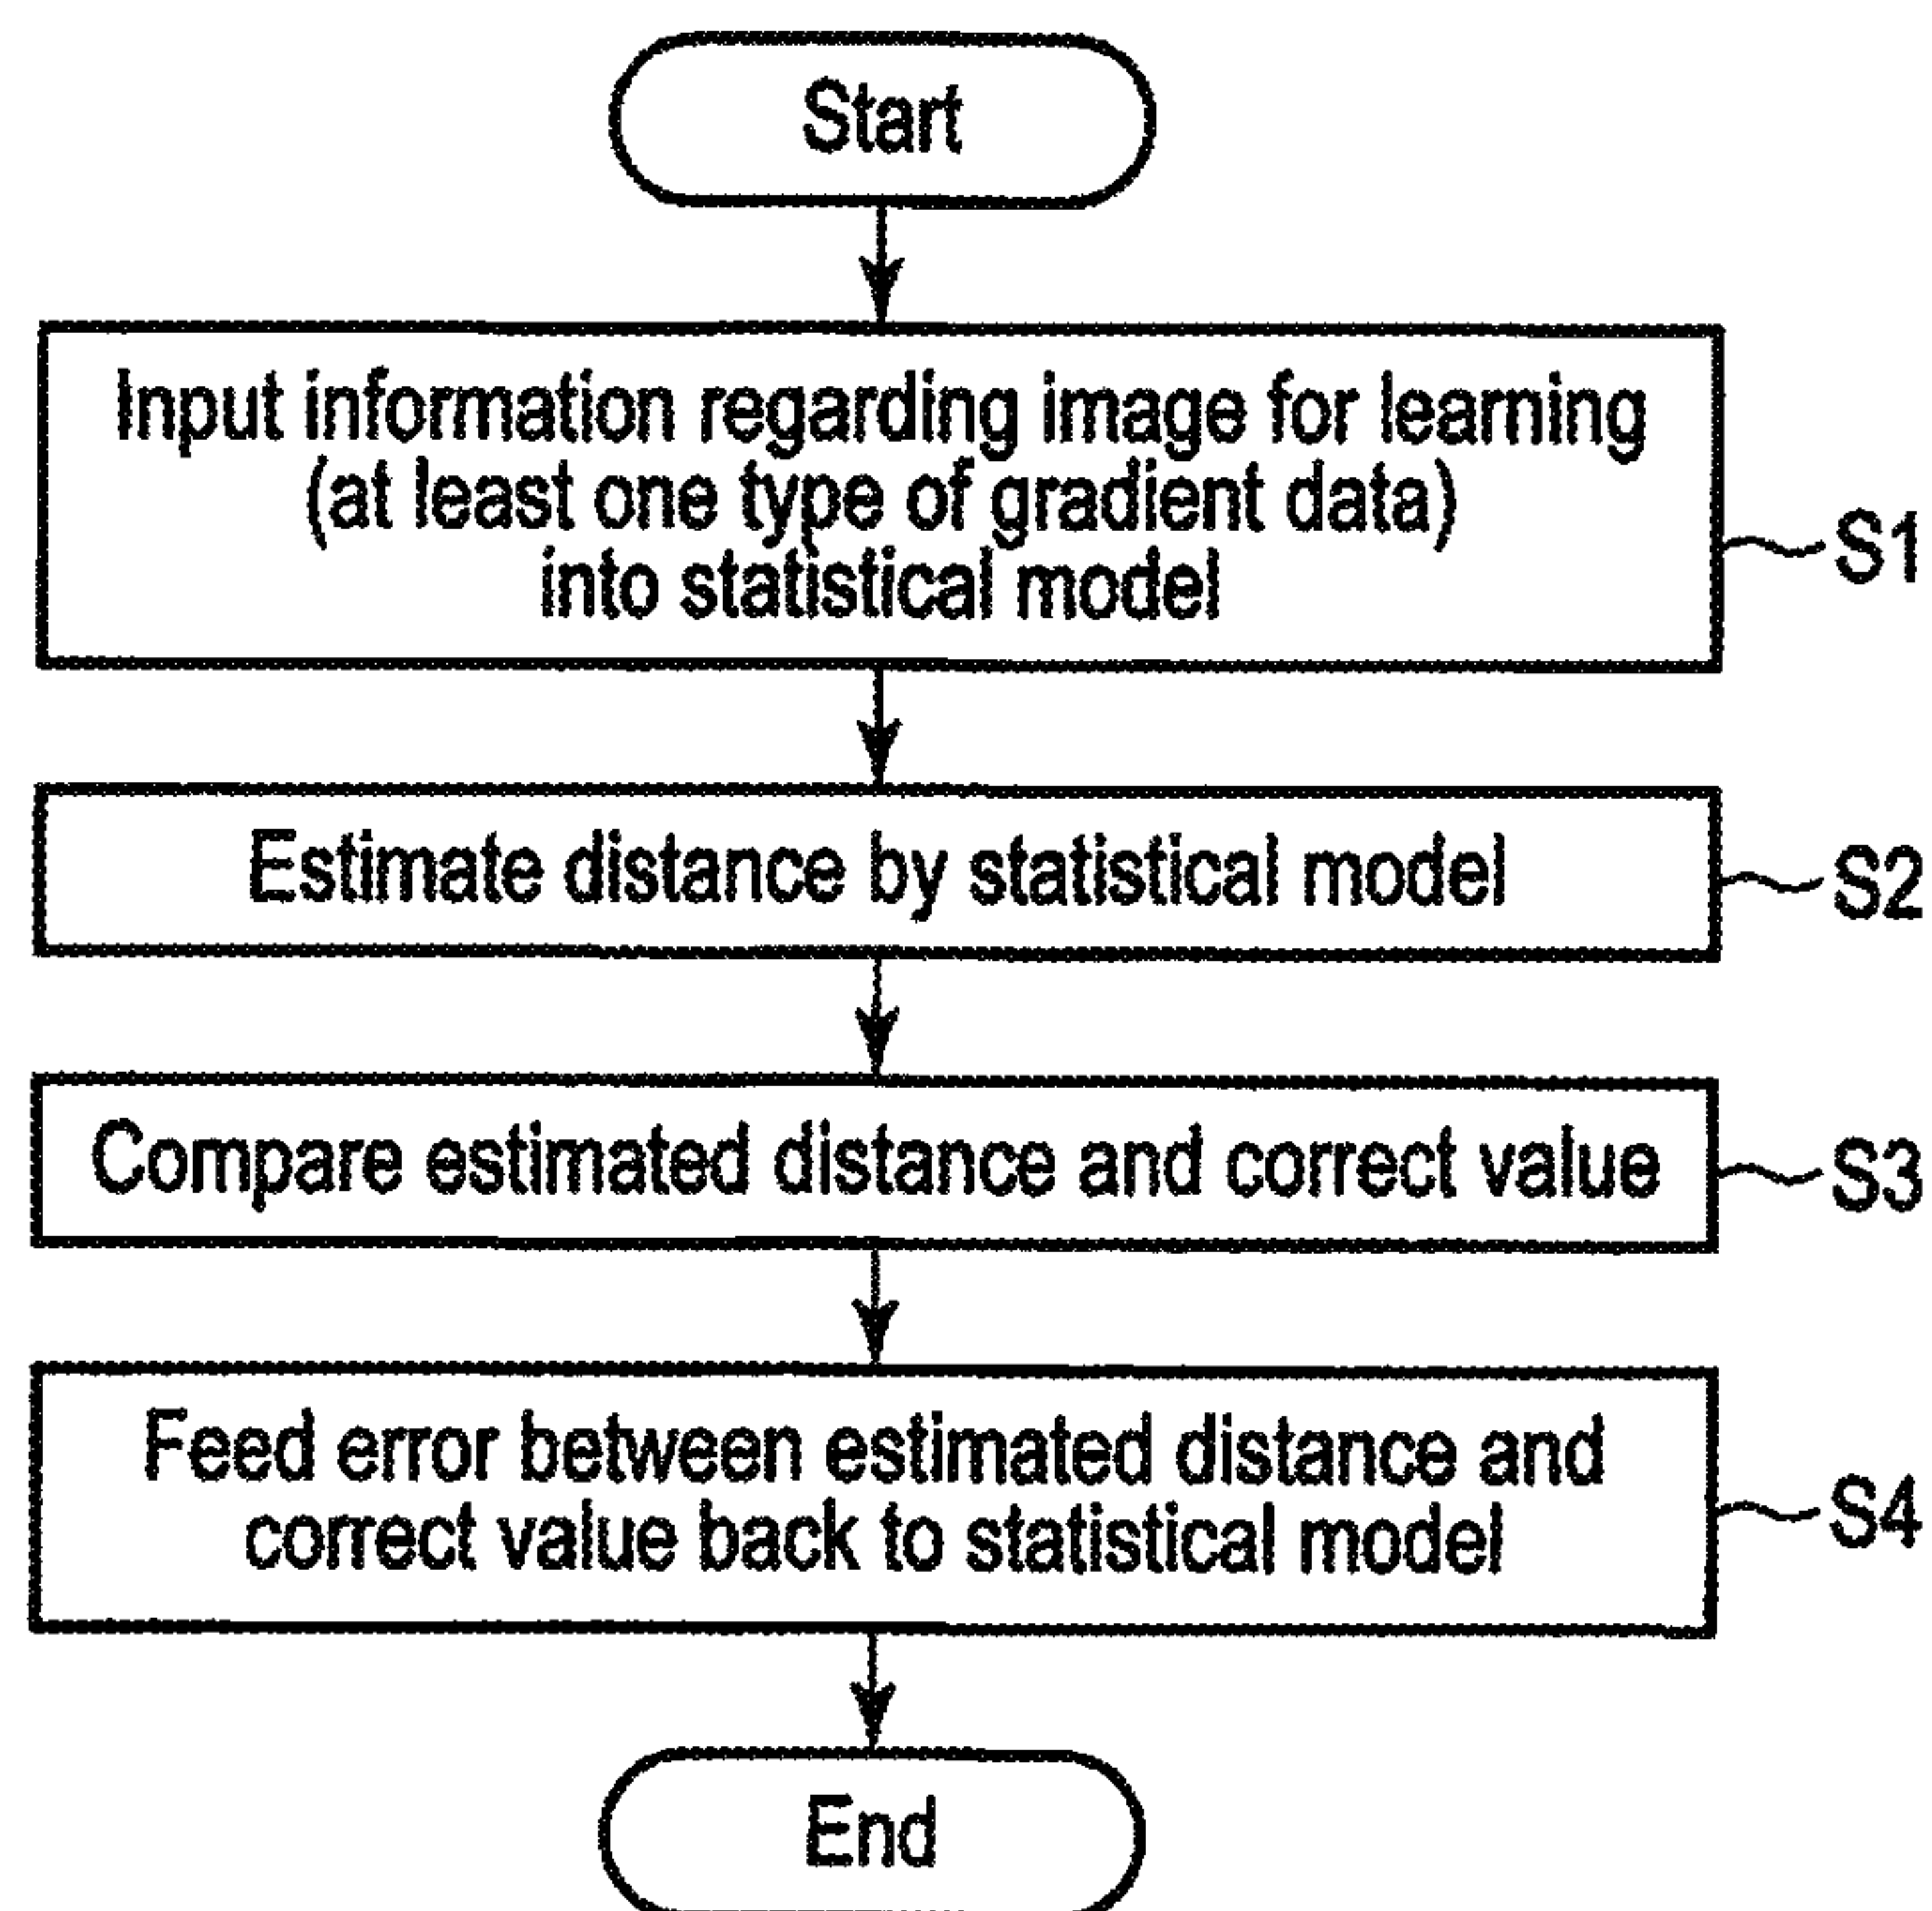 Start
Input information regarding image for learning
(at least one type of gradient data)
into statistical model
S1
Estimate distance by statistical model
S2
Compare estimated distance and correct value
S3
Feed error between estimated distance and
correct value back to statistical model
S4
End